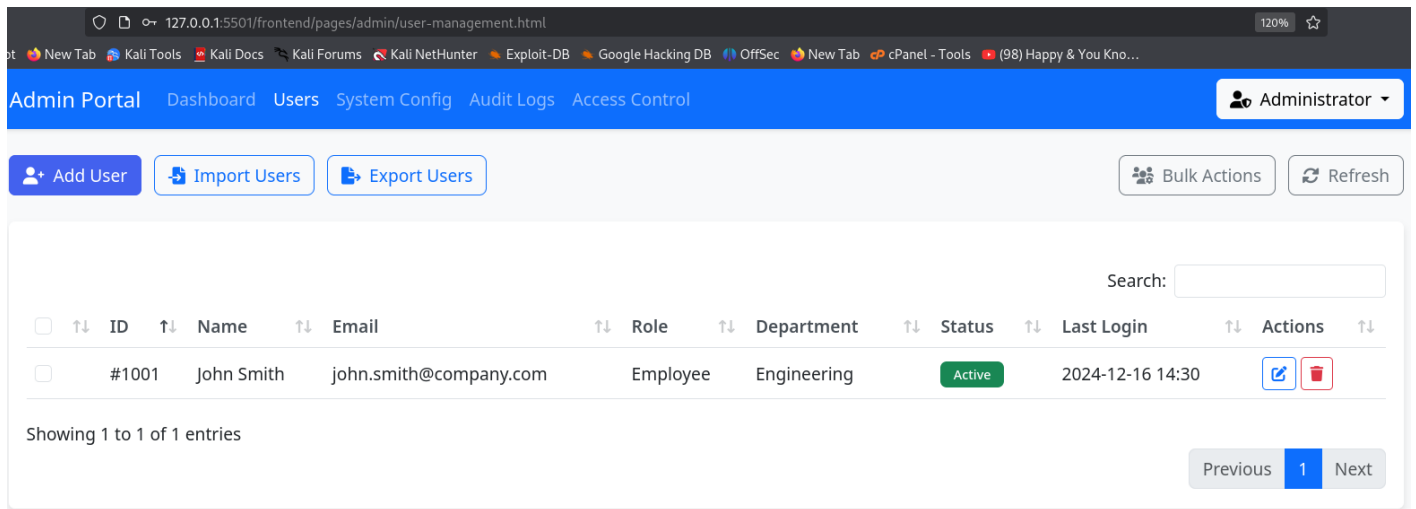 127.0.0.1:5501/frontend/pages/admin/user-management.html 120%
New Tab Kali Tools Kali Docs Kali Forums Kali NetHunter Exploit-DB Google Hacking DB OffSec New Tab cPanel - Tools (98) Happy & You Kno…
Admin Portal Dashboard Users System Config Audit Logs Access Control Administrator
Add User Import Users Export Users Bulk Actions Refresh
Search:
ID Name Email Role Department Status Last Login Actions
#1001 John Smith john.smith@company.com Employee Engineering Active 2024-12-16 14:30
Showing 1 to 1 of 1 entries
Previous 1 Next